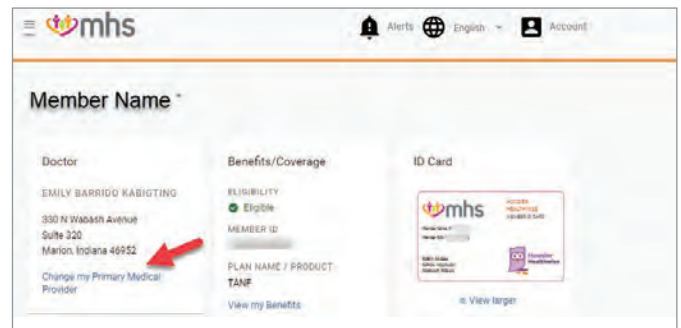 mhs
Alerts English Account
Member Name
Doctor
EMILY BARRIDO KABIGTING
330 N Wabash Avenue
Suite 320
Marion, Indiana 46952
Change my Primary Medical
Provider
Benefits/Coverage
ELIGIBILITY
Eligible
MEMBER ID
PLAN NAME / PRODUCT
TANF
View my Benefits
ID Card
mhs
Hoosier
Healthwise
View larger